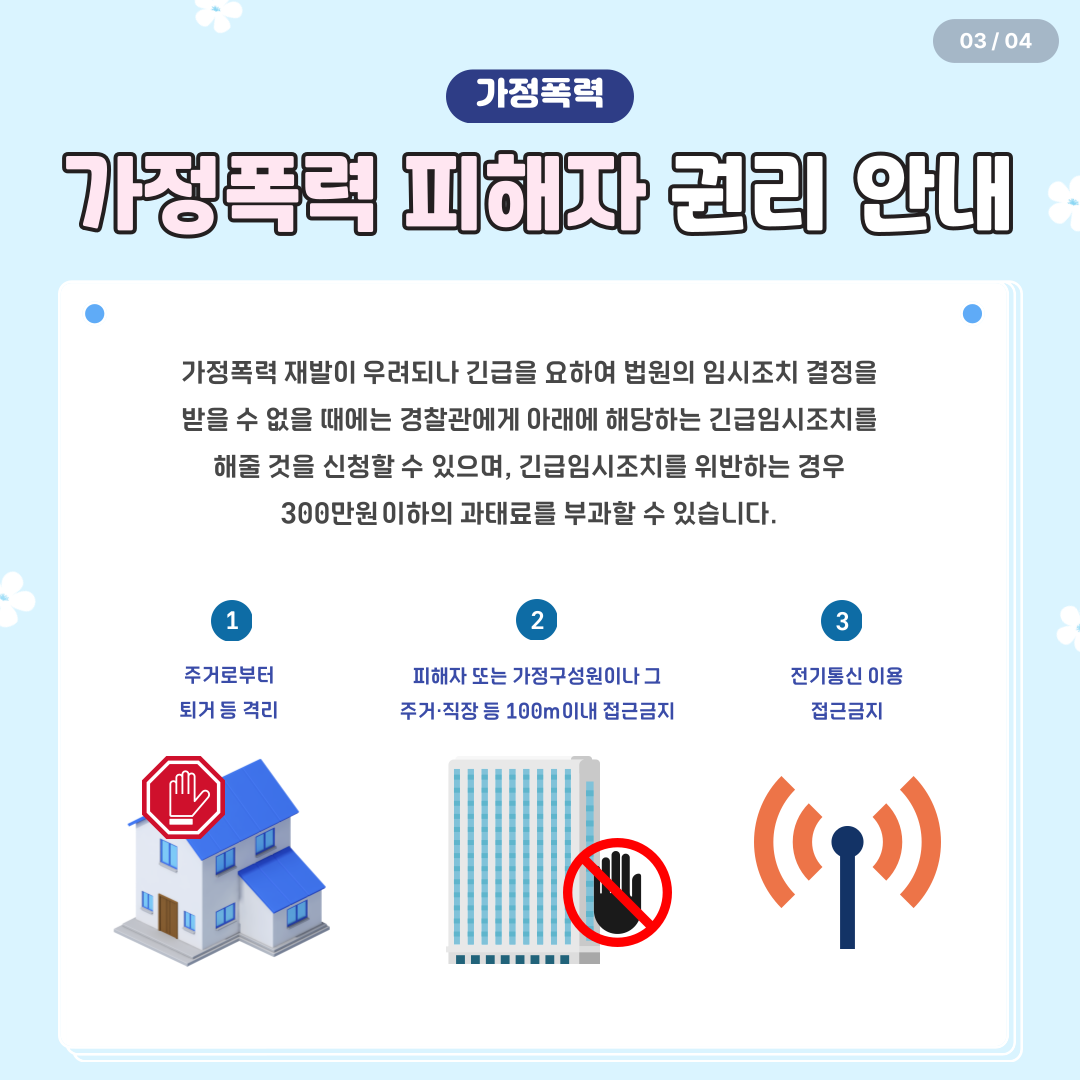 03 / 04
가정폭력
가정폭력 피해자 권리 안내
가정폭력 재발이 우려되나 긴급을 요하여 법원의 임시조치 결정을
받을 수 없을 때에는 경찰관에게 아래에 해당하는 긴급임시조치를
해줄 것을 신청할 수 있으며, 긴급임시조치를 위반하는 경우
300만원이하의 과태료를 부과할 수 있습니다.
1
주거로부터
퇴거 등 격리
2
피해자 또는 가정구성원이나 그
주거·직장 등 100m이내 접근금지
3
전기통신 이용
접근금지